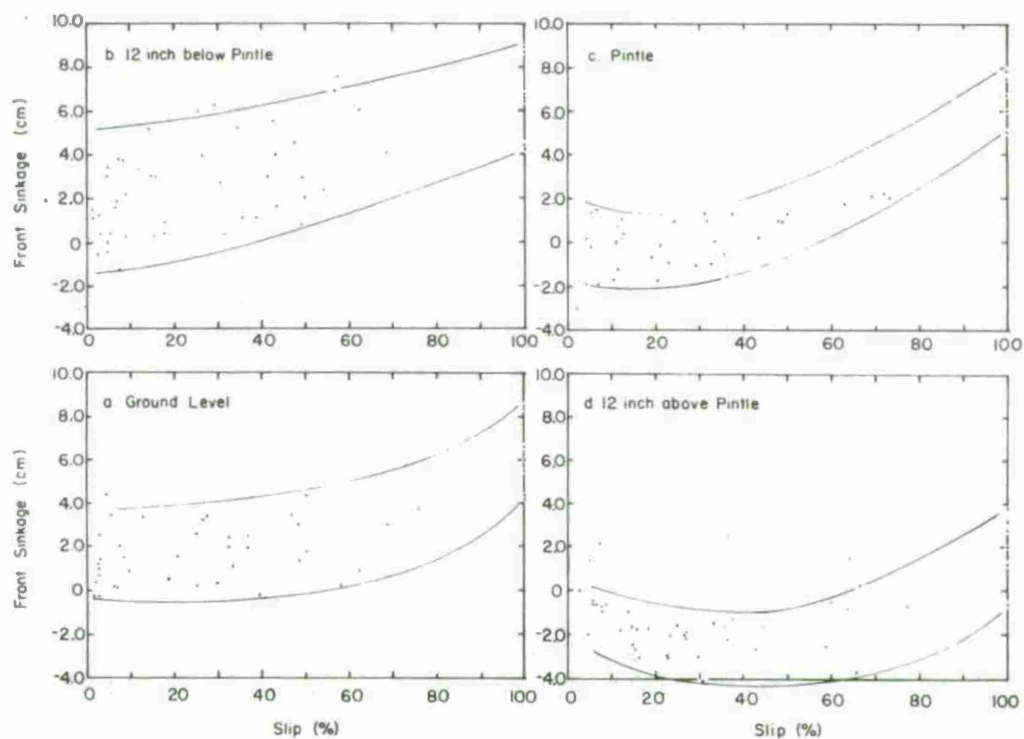 10.0
8.0
6.0
4.0
2.0
0
-2.0
-4.0
Front Sinkage (cm)
b. 12 inch below Pintle
0 20 40 60 80 100
10.0
8.0
6.0
4.0
2.0
0
-2.0
-4.0
c. Pintle
0 20 40 60 80 100
10.0
8.0
6.0
4.0
2.0
0
-2.0
-4.0
Front Sinkage (cm)
a. Ground Level
0 20 40 60 80 100
Slip (%)
10.0
8.0
6.0
4.0
2.0
0
-2.0
-4.0
d. 12 inch above Pintle
0 20 40 60 80 100
Slip (%)